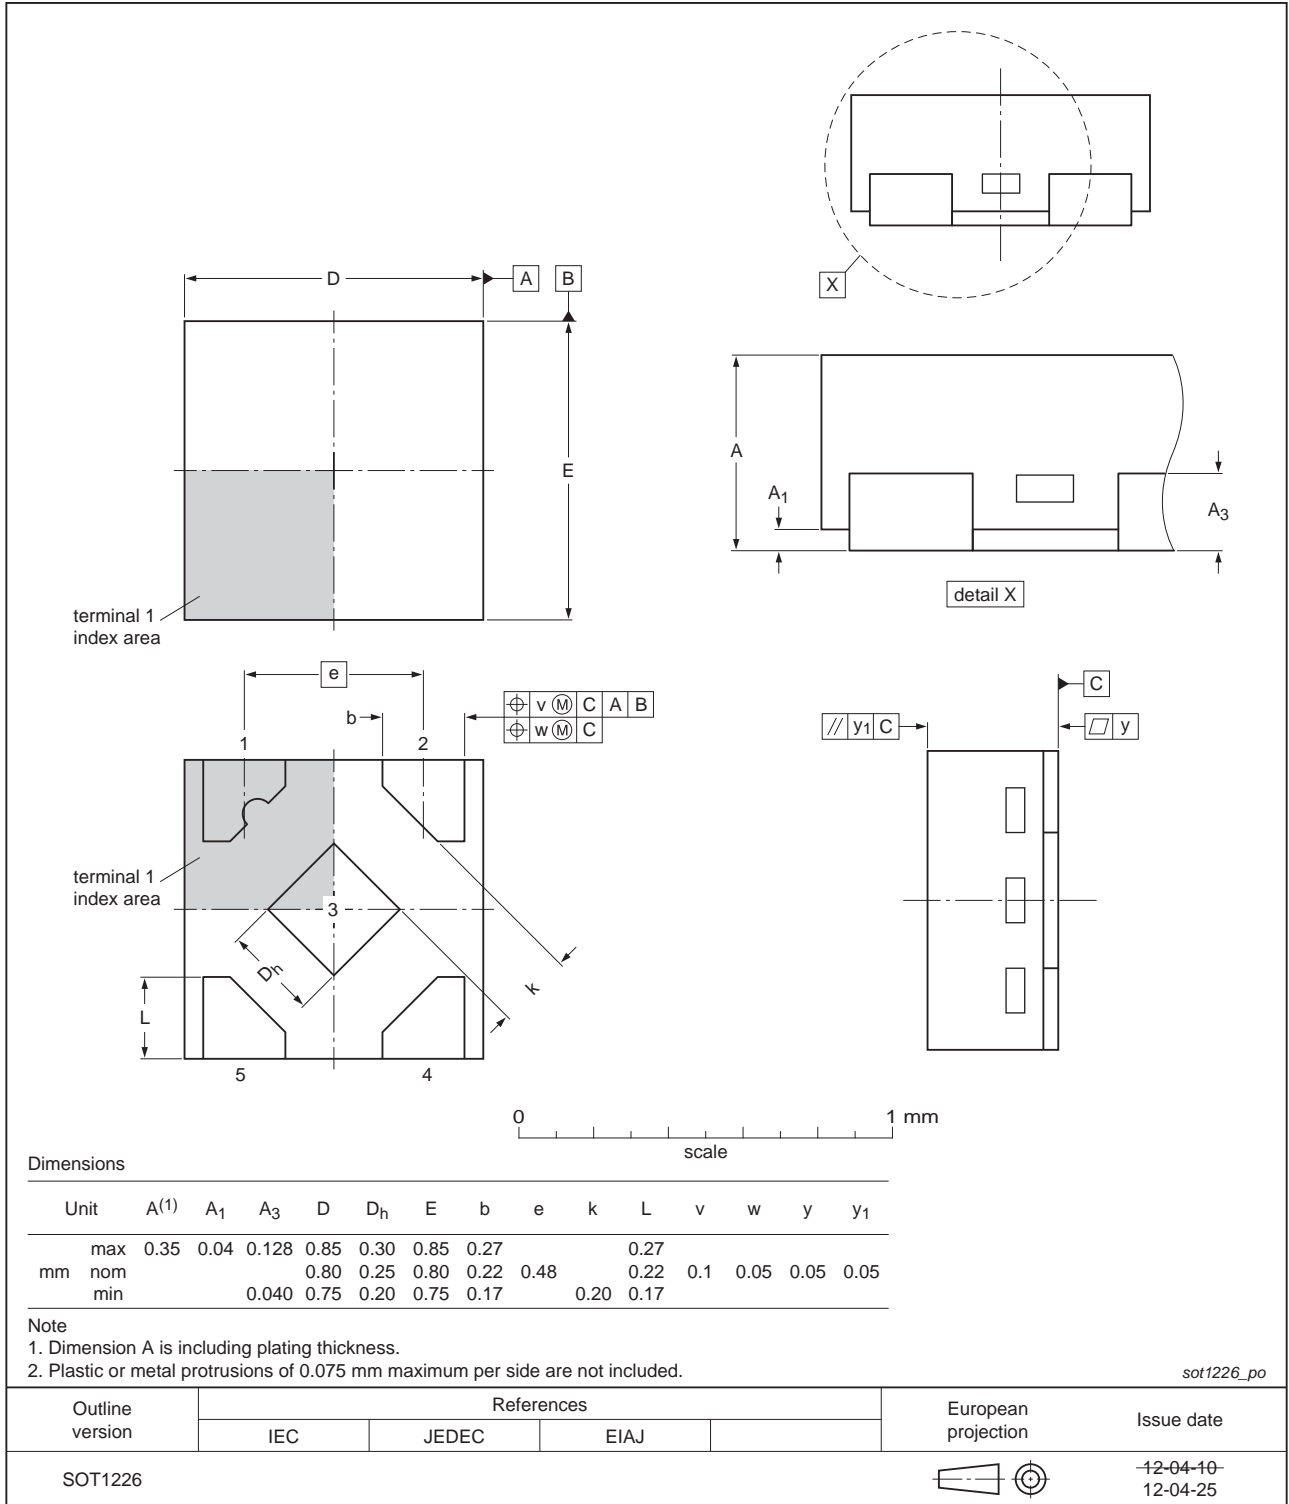 X
D
A
B
E
terminal 1
index area
A
A1
A3
detail X
e
b
v M C A B
w M C
1
2
terminal 1
index area
3
Dh
k
L
5
4
C
// y1 C
y
0
1 mm
scale
Dimensions
Unit A(1) A1 A3 D Dh E b e k L v w y y1
max 0.35 0.04 0.128 0.85 0.30 0.85 0.27 0.27
mm nom 0.80 0.25 0.80 0.22 0.48 0.22 0.1 0.05 0.05 0.05
min 0.040 0.75 0.20 0.75 0.17 0.20 0.17
Note
1. Dimension A is including plating thickness.
2. Plastic or metal protrusions of 0.075 mm maximum per side are not included.
sot1226_po
Outline
version
References
IEC JEDEC EIAJ
European
projection
Issue date
SOT1226
12-04-10
12-04-25